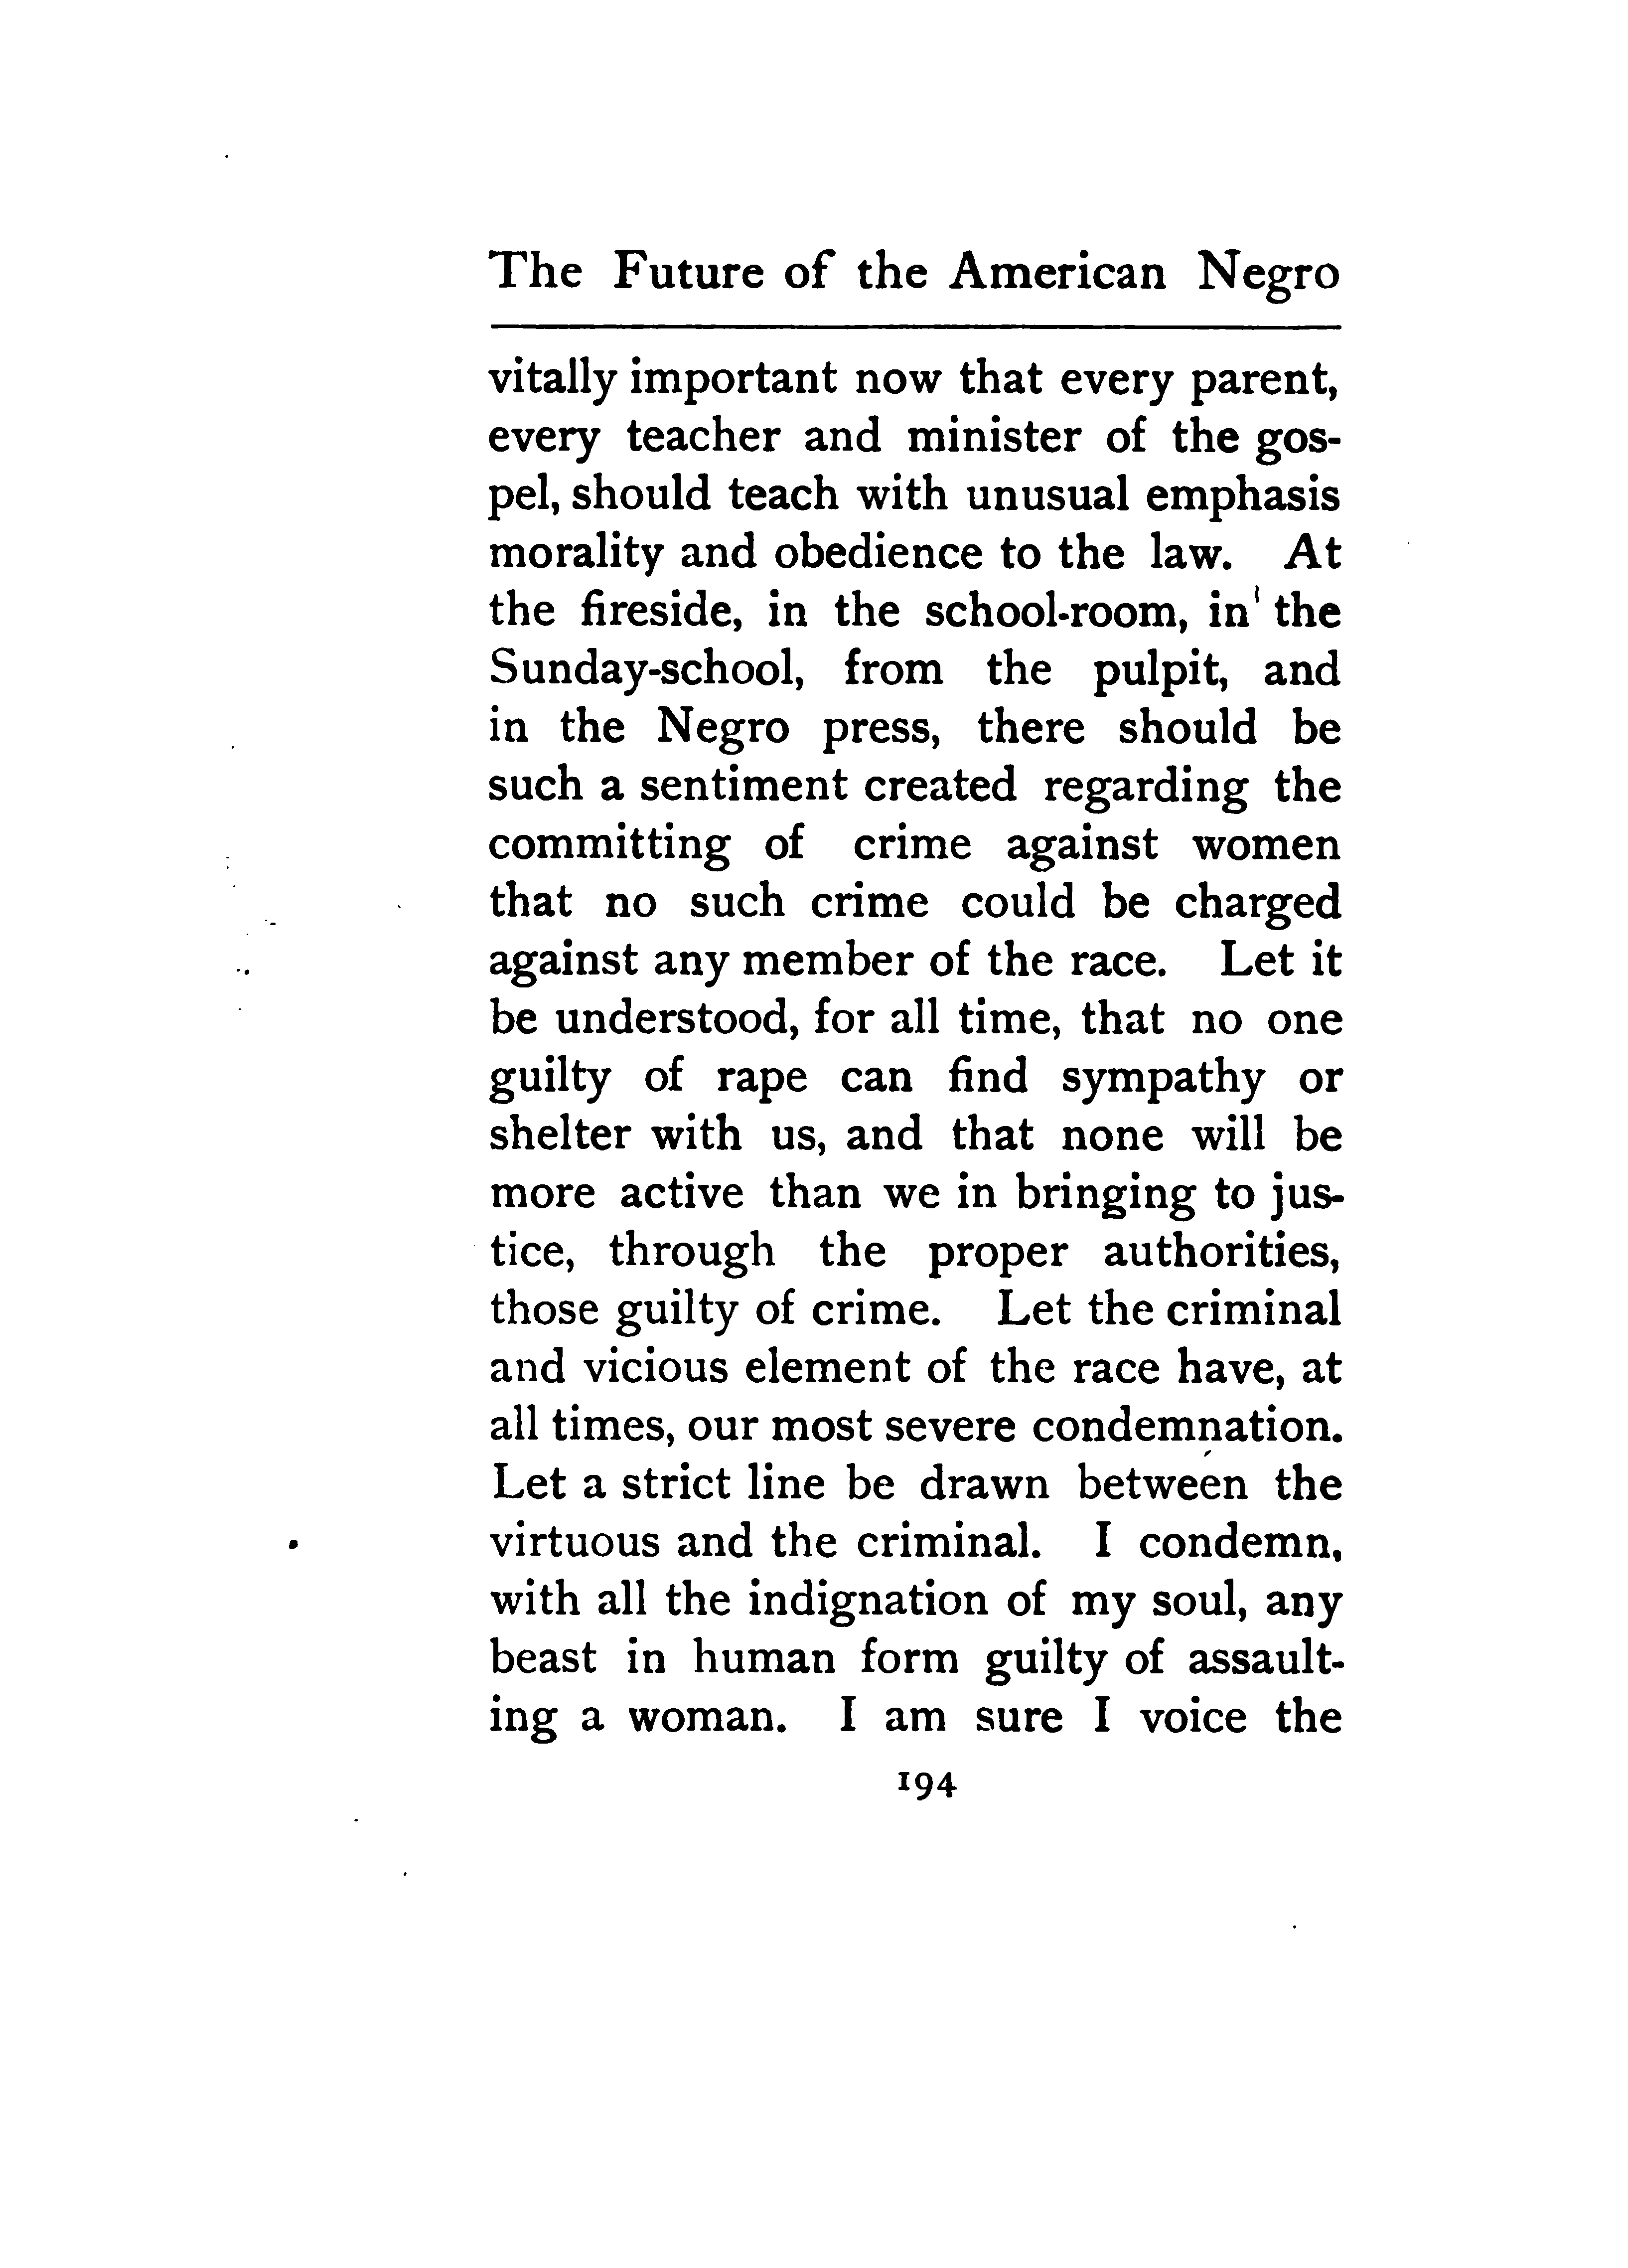 The Future of the American Negro
vitally important now that every parent,
every teacher and minister of the gos-
pel, should teach with unusual emphasis
morality and obedience to the law. At
the fireside, in the school-room, in the
Sunday-school, from the pulpit, and
in the Negro press, there should be
such a sentiment created regarding the
committing of crime against women
that no such crime could be charged
against any member of the race. Let it
be understood, for all time, that no one
guilty of rape can find sympathy or
shelter with us, and that none will be
more active than we in bringing to jus-
tice, through the proper authorities,
those guilty of crime. Let the criminal
and vicious element of the race have, at
all times, our most severe condemnation.
Let a strict line be drawn between the
virtuous and the criminal. I condemn,
with all the indignation of my soul, any
beast in human form guilty of assault-
ing a woman. I am sure I voice the
194